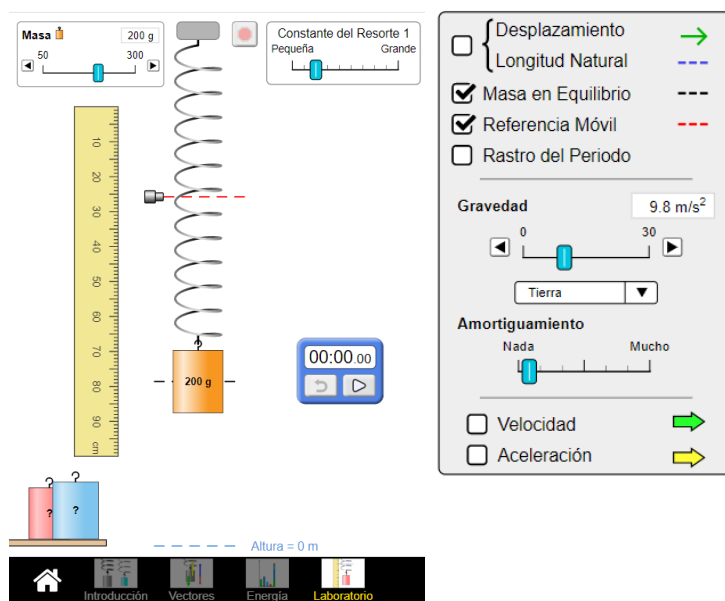 Masa
200 g
50
300
Constante del Resorte 1
Pequeña
Grande
10
20
30
40
50
60
70
80
90
cm
200 g
00:00.00
?
?
Altura = 0 m
Introducción
Vectores
Energía
Laboratorio
Desplazamiento
Longitud Natural
Masa en Equilibrio
Referencia Móvil
Rastro del Periodo
Gravedad
9.8 m/s²
0
30
Tierra
Amortiguamiento
Nada
Mucho
Velocidad
Aceleración